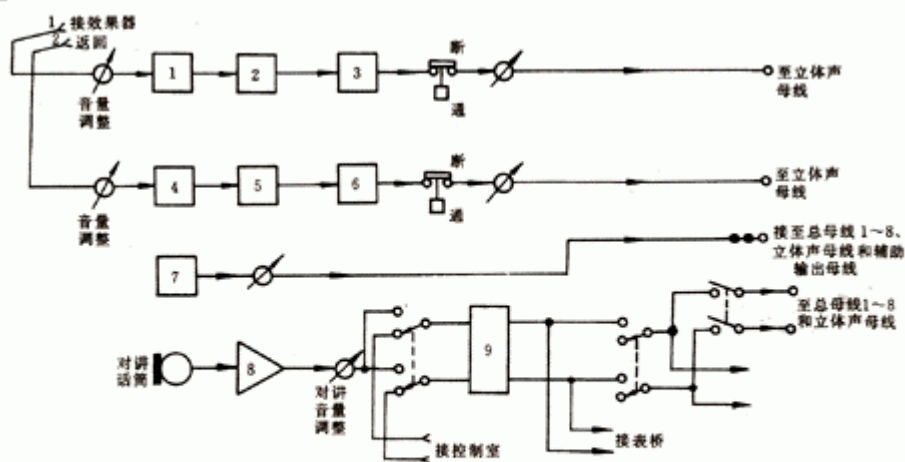 1 接效果器
2 返回
音量
调整
1
2
3
断
通
至立体声
母线
音量
调整
4
5
6
断
通
至立体声
母线
7
接至总母线1~8、
立体声母线和辅助
输出母线
对讲
话筒
8
对讲
音量
调整
9
至总母线1~8
和立体声母线
接控制室
接表桥